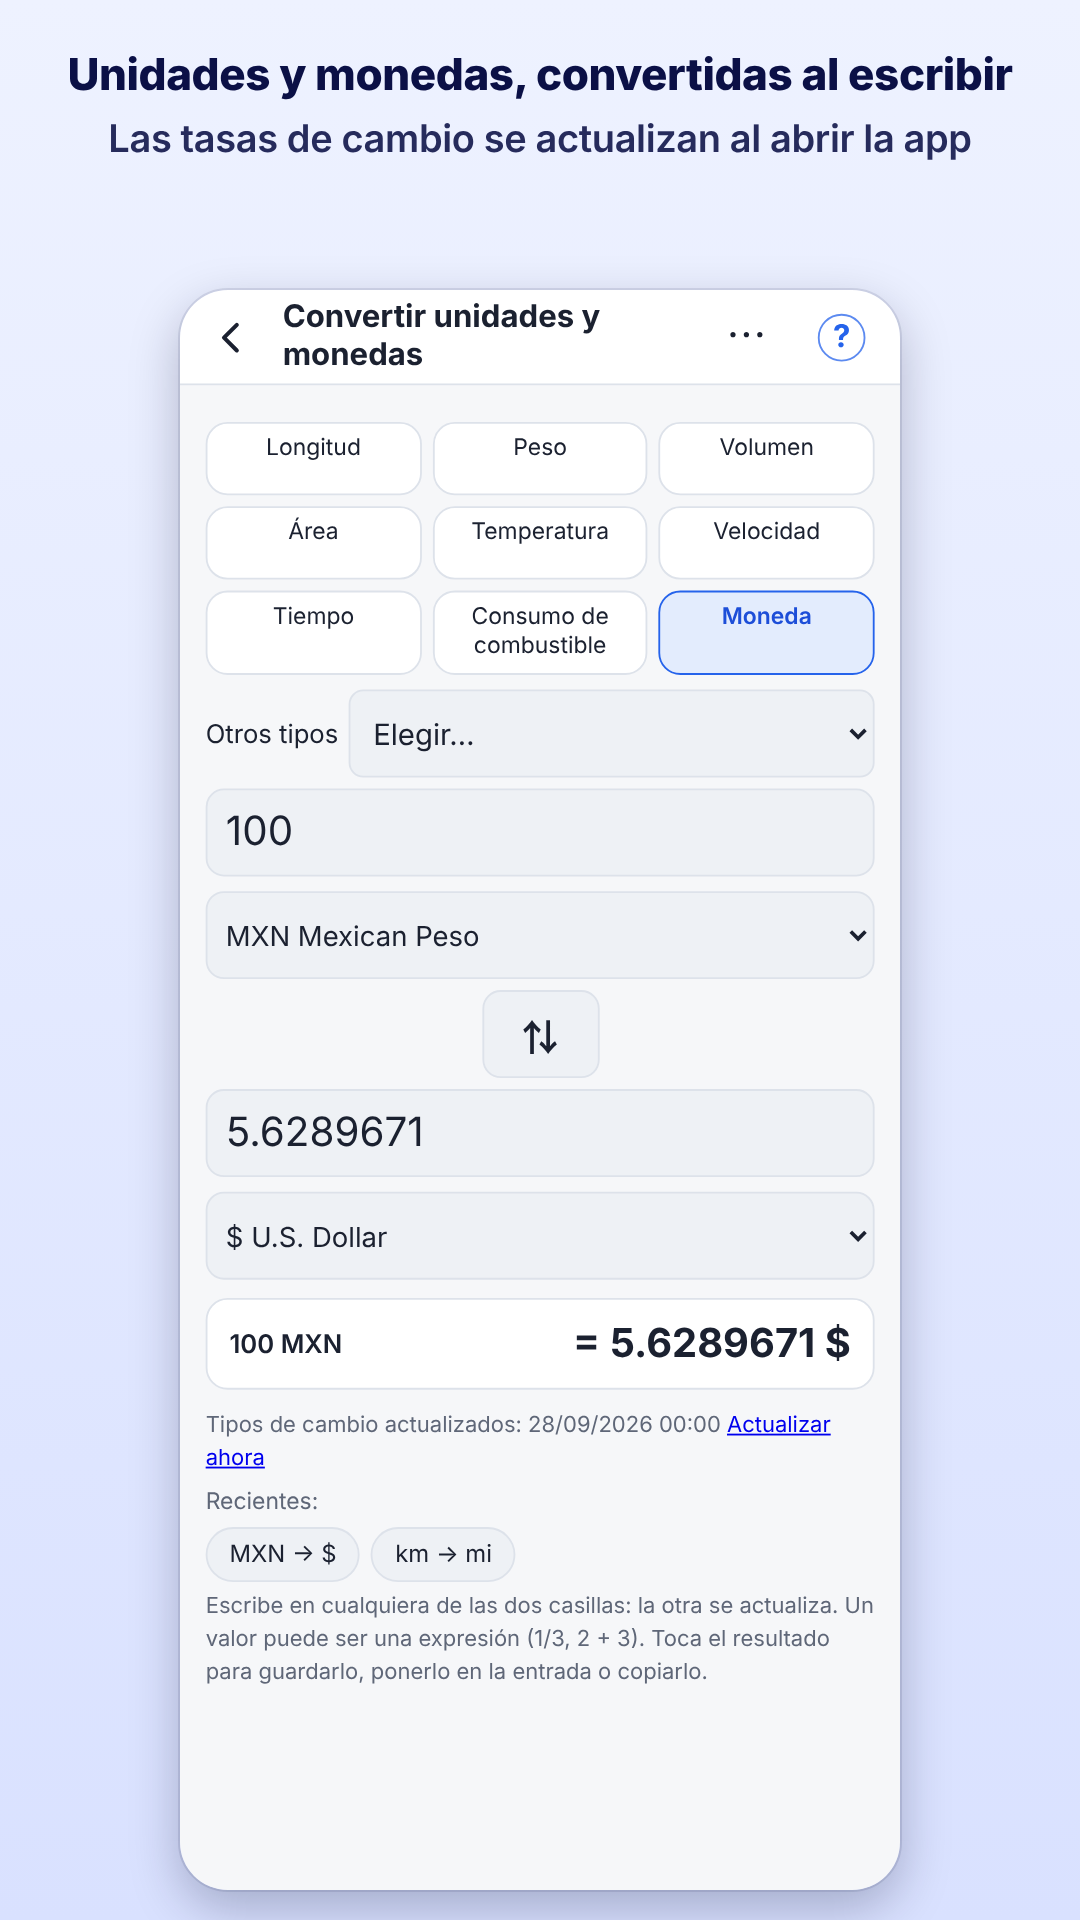 Unidades y monedas, convertidas al escribir
Las tasas de cambio se actualizan al abrir la app
Convertir unidades y
monedas
... ?
Longitud Peso Volumen
Área Temperatura Velocidad
Tiempo Consumo de Moneda
combustible
Otros tipos Elegir...
100
MXN Mexican Peso
5.6289671
$ U.S. Dollar
100 MXN = 5.6289671 $
Tipos de cambio actualizados: 28/09/2026 00:00 Actualizar
ahora
Recientes:
MXN → $ km → mi
Escribe en cualquiera de las dos casillas: la otra se actualiza. Un
valor puede ser una expresión (1/3, 2 + 3). Toca el resultado
para guardarlo, ponerlo en la entrada o copiarlo.